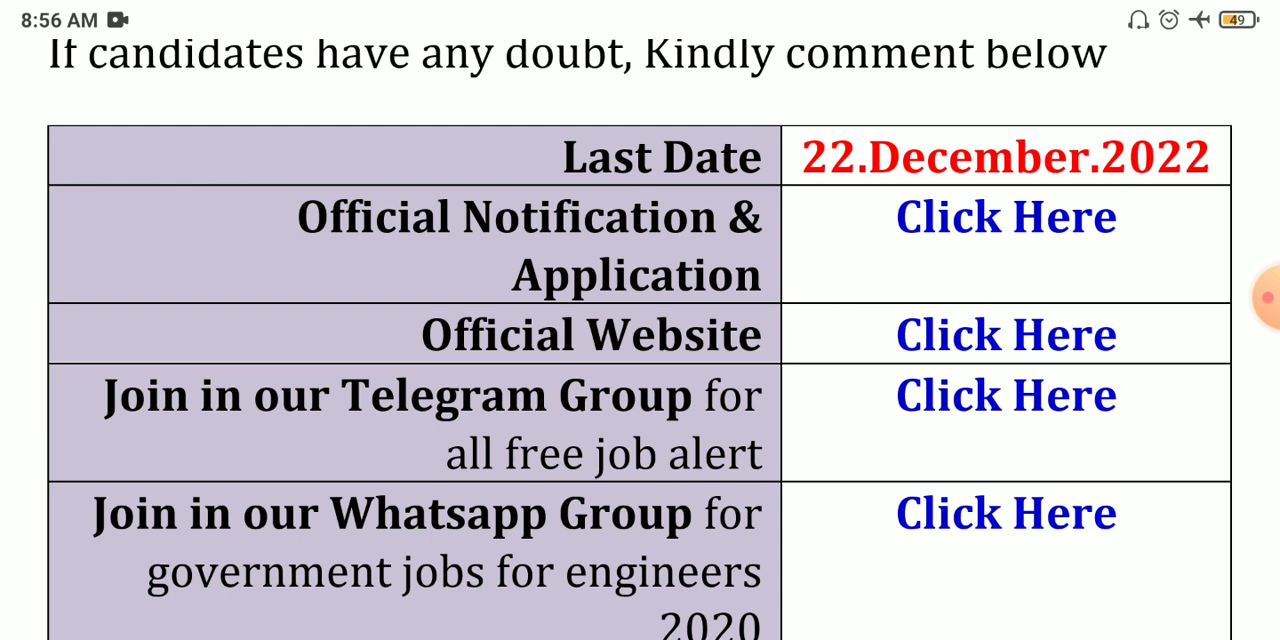 8:56 AM
49
If candidates have any doubt, Kindly comment below
Last Date
22.December.2022
Official Notification &
Application
Click Here
Official Website
Click Here
Join in our Telegram Group for
all free job alert
Click Here
Join in our Whatsapp Group for
government jobs for engineers
2020
Click Here